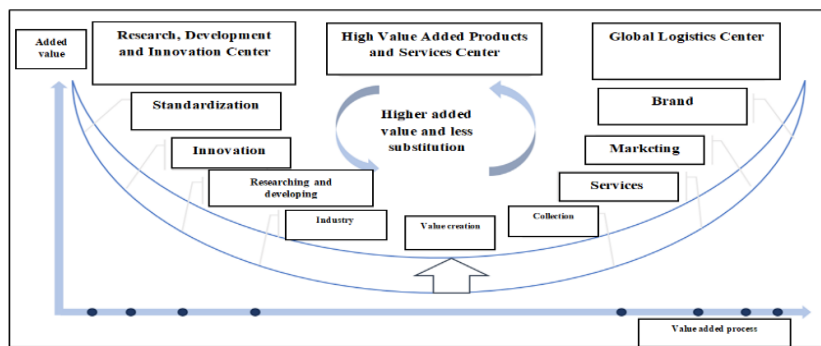 Added
value
Research, Development
and Innovation Center
High Value Added Products
and Services Center
Global Logistics Center
Standardization
Brand
Higher added
value and less
substitution
Innovation
Marketing
Researching and
developing
Services
Industry
Value creation
Collection
Value added process